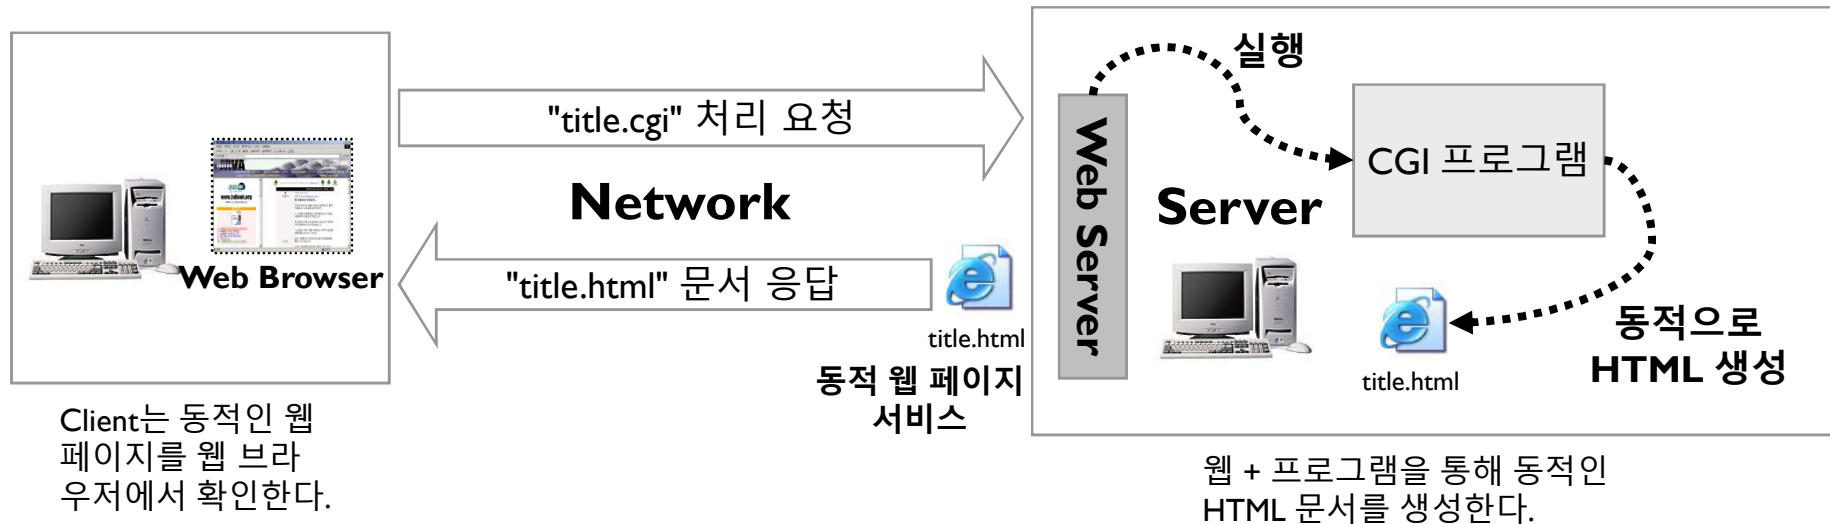 "title.cgi" 처리 요청
Network
"title.html" 문서 응답
Web Browser
title.html
동적 웹 페이지
서비스
Client는 동적인 웹
페이지를 웹 브라
우저에서 확인한다.
실행
Web Server
CGI 프로그램
Server
title.html
동적으로
HTML 생성
웹 + 프로그램을 통해 동적인
HTML 문서를 생성한다.